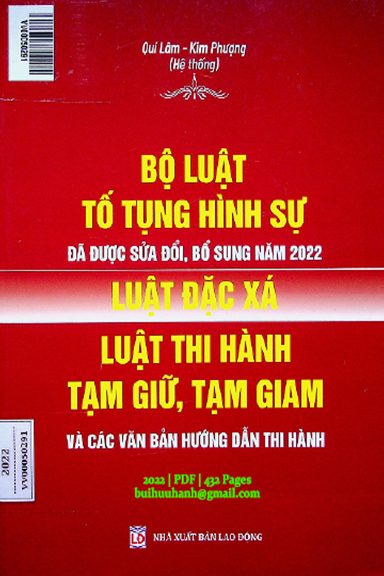 VV00050291
Quí Lâm - Kim Phượng
(Hệ thống)
BỘ LUẬT
TỐ TỤNG HÌNH SỰ
ĐÃ ĐƯỢC SỬA ĐỔI, BỔ SUNG NĂM 2022
LUẬT ĐẶC XÁ
LUẬT THI HÀNH
TẠM GIỮ, TẠM GIAM
VÀ CÁC VĂN BẢN HƯỚNG DẪN THI HÀNH
2022
VV00050291
2022 | PDF | 432 Pages
buihuuhanh@gmail.com
LĐ
NHÀ XUẤT BẢN LAO ĐỘNG